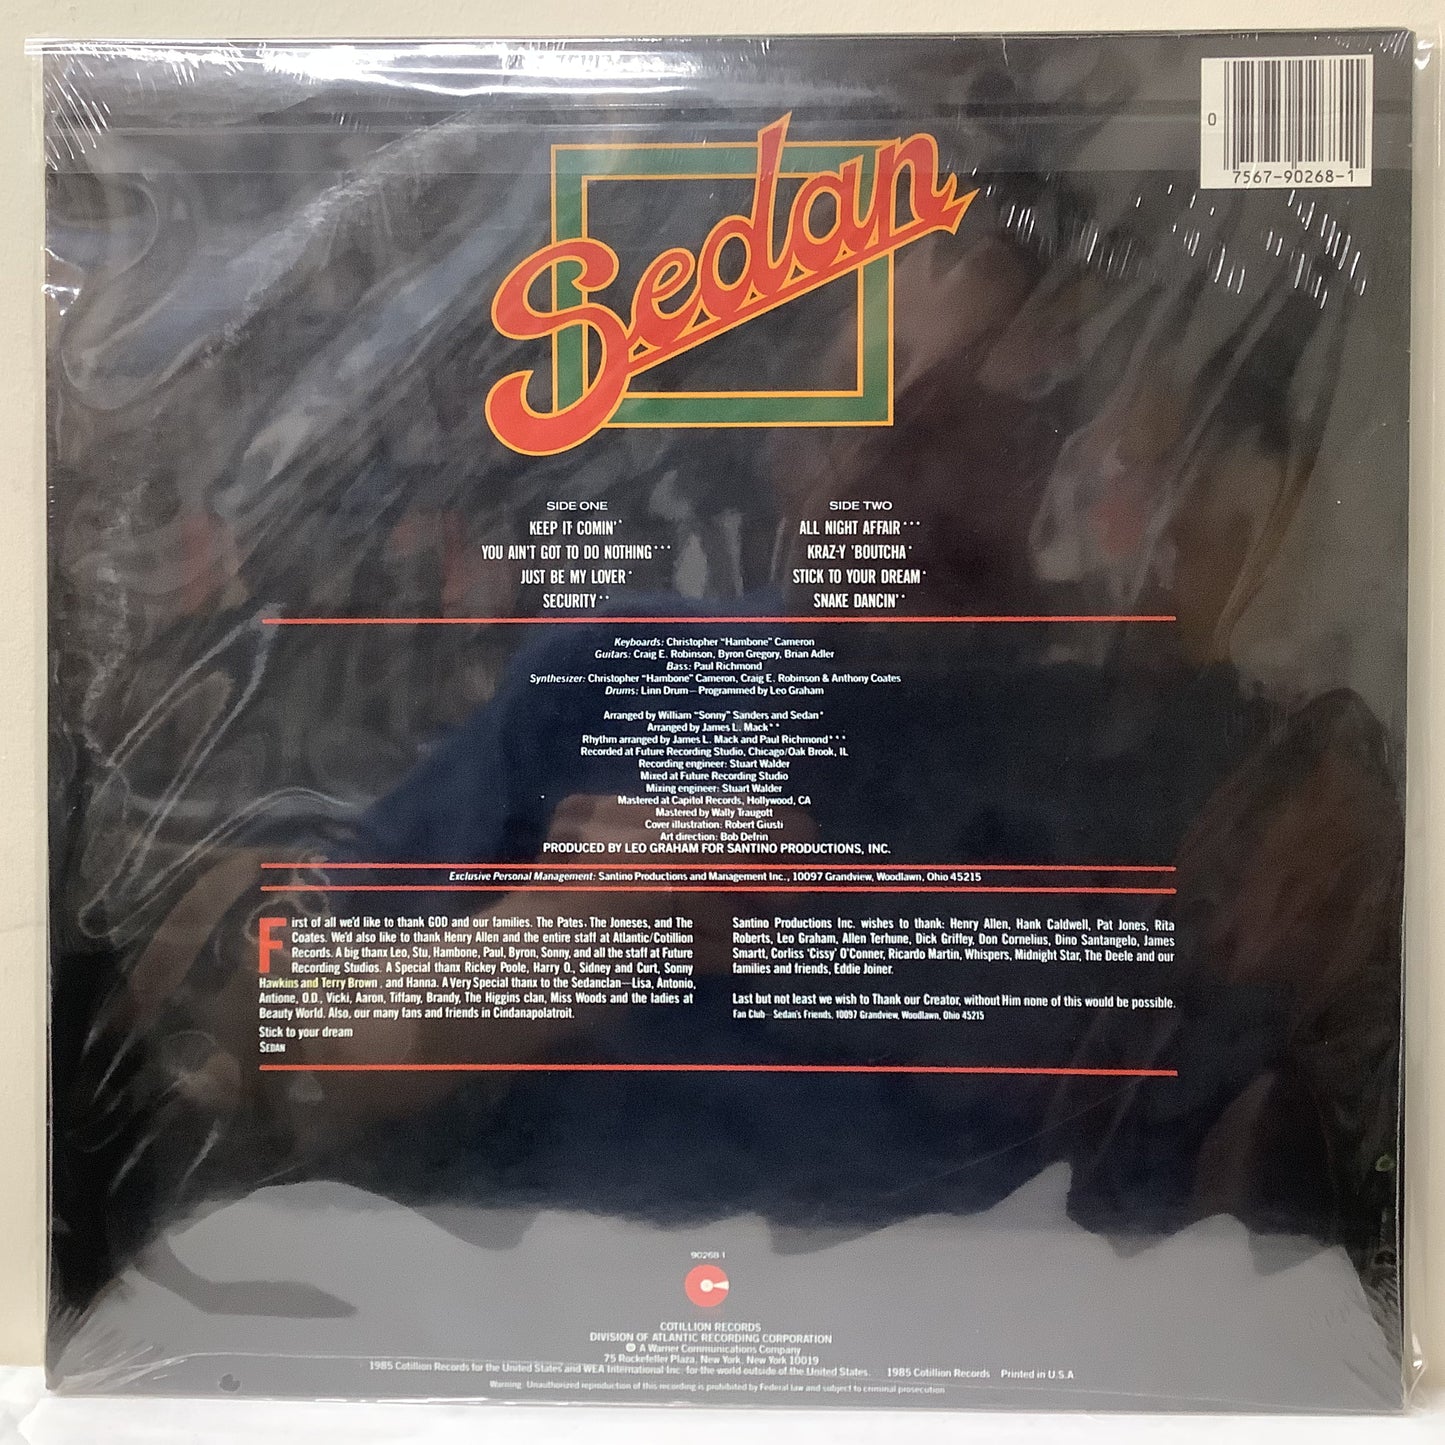 0
7567-90268-1
Sedan
SIDE ONE
KEEP IT COMIN'*
YOU AIN'T GOT TO DO NOTHING***
JUST BE MY LOVER*
SECURITY**
SIDE TWO
ALL NIGHT AFFAIR***
KRAZ-Y 'BOUTCHA*
STICK TO YOUR DREAM*
SNAKE DANCIN'**
Keyboards: Christopher "Hambone" Cameron
Guitars: Craig E. Robinson, Byron Gregory, Brian Adler
Bass: Paul Richmond
Synthesizer: Christopher "Hambone" Cameron, Craig E. Robinson & Anthony Coates
Drums: Linn Drum—Programmed by Leo Graham
Arranged by William "Sonny" Sanders and Sedan*
Arranged by James L. Mack**
Rhythm arranged by James L. Mack and Paul Richmond***
Recorded at Future Recording Studio, Chicago/Oak Brook, IL
Recording engineer: Stuart Walder
Mixed at Future Recording Studio
Mixing engineer: Stuart Walder
Mastered at Capitol Records, Hollywood, CA
Mastered by Wally Traugott
Cover illustration: Robert Giusti
Art direction: Bob Defrin
PRODUCED BY LEO GRAHAM FOR SANTINO PRODUCTIONS, INC.
Exclusive Personal Management: Santino Productions and Management Inc., 10097 Grandview, Woodlawn, Ohio 45215
First of all we'd like to thank GOD and our families. The Pates, The Joneses, and The
Coates. We'd also like to thank Henry Allen and the entire staff at Atlantic/Cotillion
Records. A big thanx Leo, Stu, Hambone, Paul, Byron, Sonny, and all the staff at Future
Recording Studios. A Special thanx Rickey Poole, Harry O., Sidney and Curt, Sonny
Hawkins and Terry Brown, and Hanna. A Very Special thanx to the Sedanclan—Lisa, Antonio,
Antione, O.D., Vicki, Aaron, Tiffany, Brandy, The Higgins clan, Miss Woods and the ladies at
Beauty World. Also, our many fans and friends in Cindanapolatroit.
Stick to your dream
SEDAN
Santino Productions Inc. wishes to thank: Henry Allen, Hank Caldwell, Pat Jones, Rita
Roberts, Leo Graham, Allen Terhune, Dick Griffey, Don Cornelius, Dino Santangelo, James
Smartt, Corliss 'Cissy' O'Conner, Ricardo Martin, Whispers, Midnight Star, The Deele and our
families and friends, Eddie Joiner.
Last but not least we wish to Thank our Creator, without Him none of this would be possible.
Fan Club—Sedan's Friends, 10097 Grandview, Woodlawn, Ohio 45215
90268-1
COTILLION RECORDS
DIVISION OF ATLANTIC RECORDING CORPORATION
A Warner Communications Company
75 Rockefeller Plaza, New York, New York 10019
1985 Cotillion Records for the United States and WEA International Inc. for the world outside of the United States. 1985 Cotillion Records Printed in U.S.A
Warning: Unauthorized reproduction of this recording is prohibited by Federal law and subject to criminal prosecution